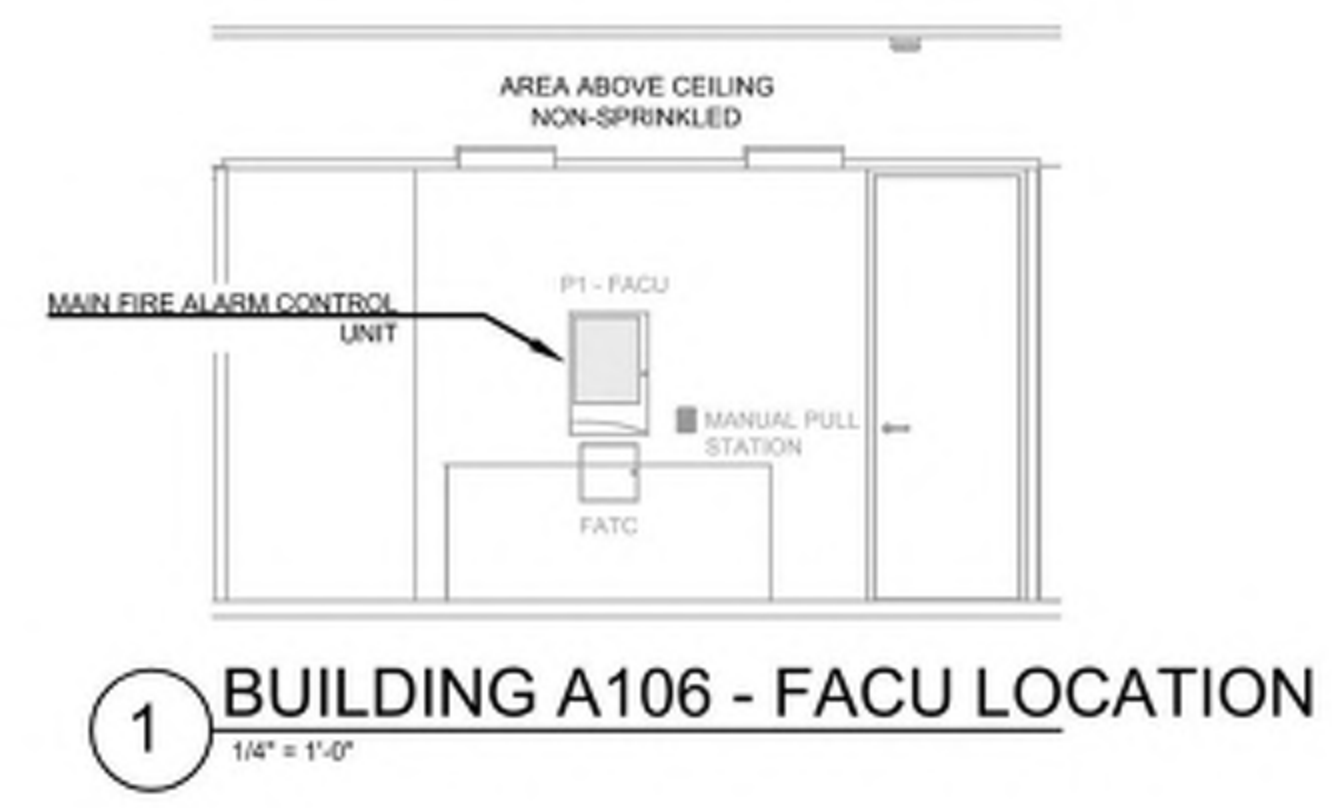 AREA ABOVE CEILING
NON-SPRINKLED
P1 - FACU
MAIN FIRE ALARM CONTROL
UNIT
MANUAL PULL
STATION
FATC
1
BUILDING A106 - FACU LOCATION
1/4" = 1'-0"